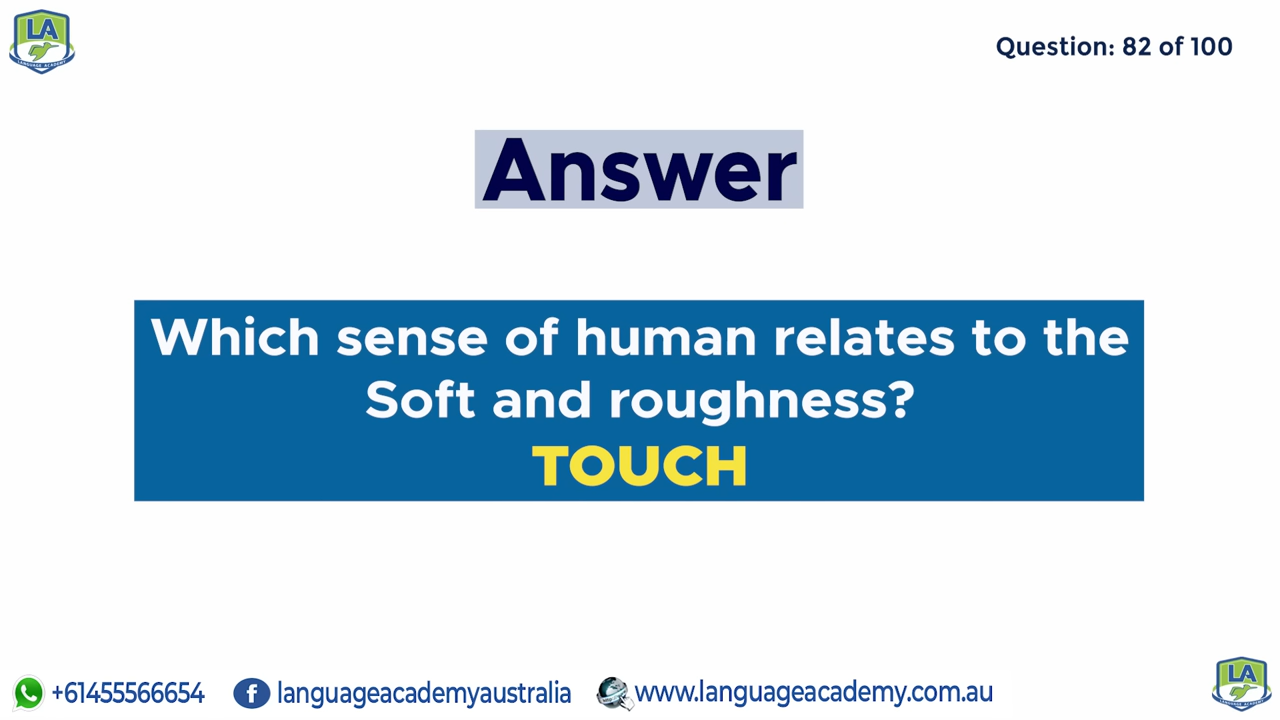 LA
LANGUAGE ACADEMY
Question: 82 of 100
Answer
Which sense of human relates to the
Soft and roughness?
TOUCH
+61455566654
languageacademyaustralia
www.languageacademy.com.au
LA
LANGUAGE ACADEMY